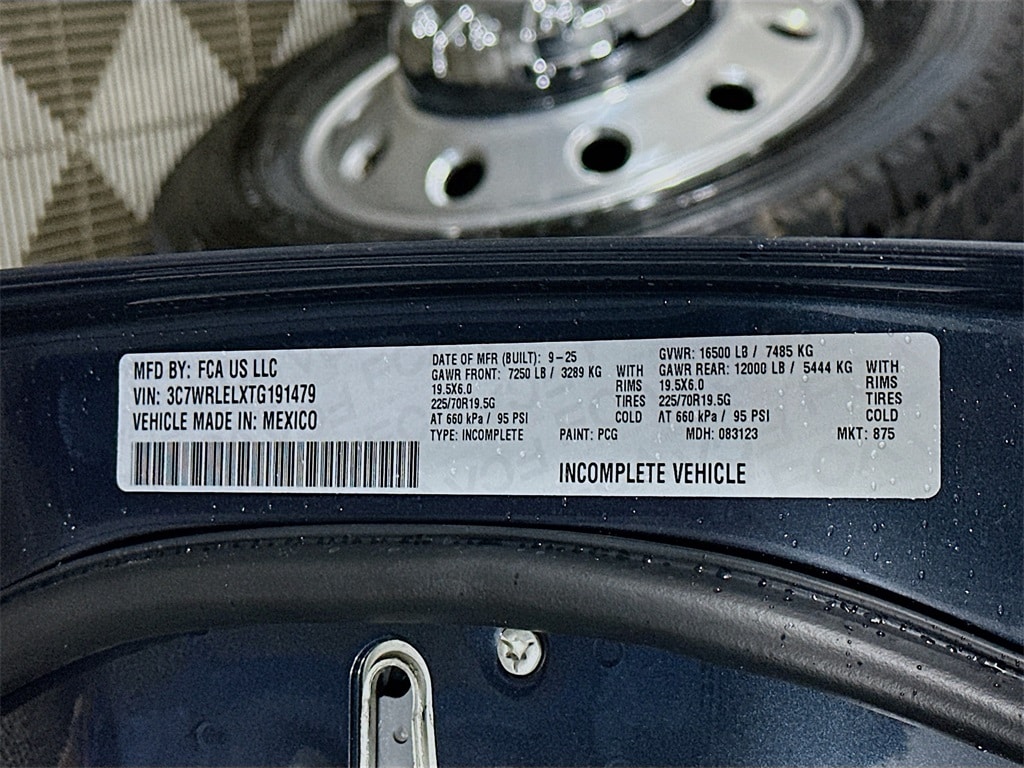 MFD BY: FCA US LLC
VIN: 3C7WRLELXTG191479
VEHICLE MADE IN: MEXICO
DATE OF MFR (BUILT): 9-25
GAWR FRONT: 7250 LB / 3289 KG WITH
19.5X6.0 RIMS
225/70R19.5G TIRES
AT 660 kPa / 95 PSI COLD
GVWR: 16500 LB / 7485 KG
GAWR REAR: 12000 LB / 5444 KG WITH
19.5X6.0 RIMS
225/70R19.5G TIRES
AT 660 kPa / 95 PSI COLD
TYPE: INCOMPLETE PAINT: PCG MDH: 083123 MKT: 875
INCOMPLETE VEHICLE